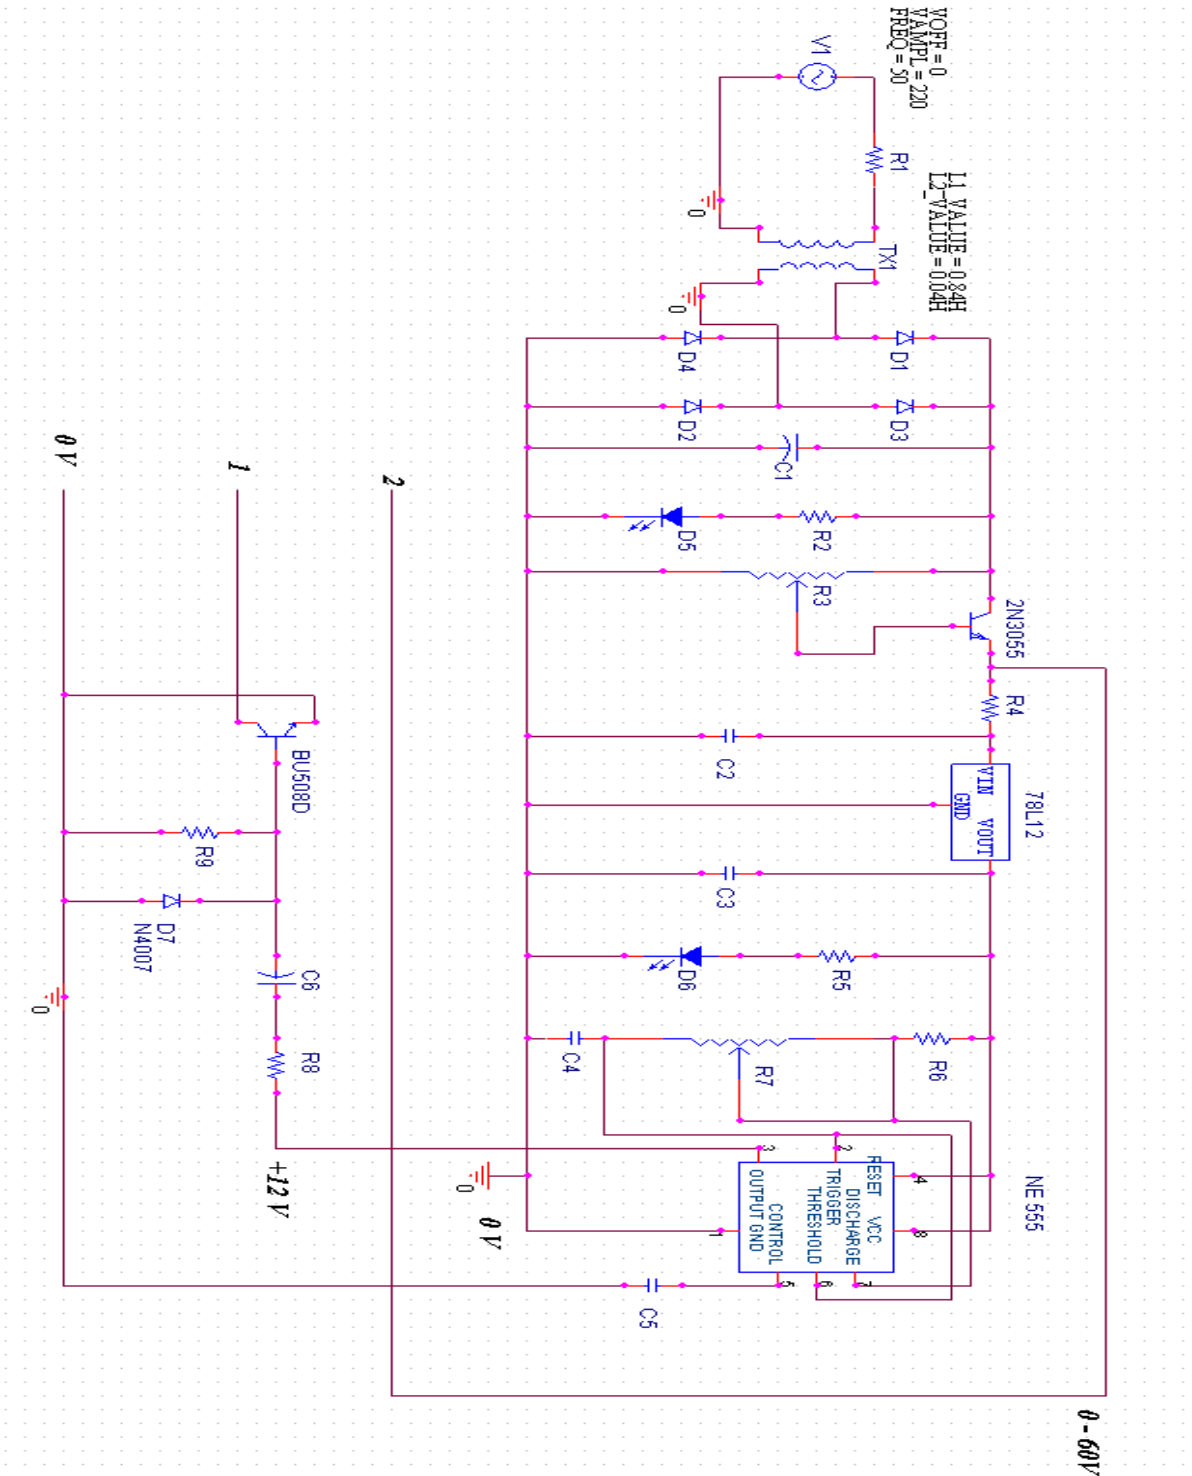 VOFF = 0
VAMPL = 220
FREQ = 50
V1
R1
L1_VALUE = 0.84H
L2_VALUE = 0.04H
TX1
0
0
D1
D4
D3
D2
C1
R2
D5
R3
2N3055
R4
C2
78L12
VIN
VOUT
GND
C3
R5
D6
R6
R7
C4
NE 555
RESET
VCC
DISCHARGE
TRIGGER
THRESHOLD
CONTROL
OUTPUT
GND
4
8
2
3
7
6
5
1
C5
0 V
0
+12 V
0 - 60V
2
1
0 V
BU508D
R9
D7
N4007
C6
R8
0